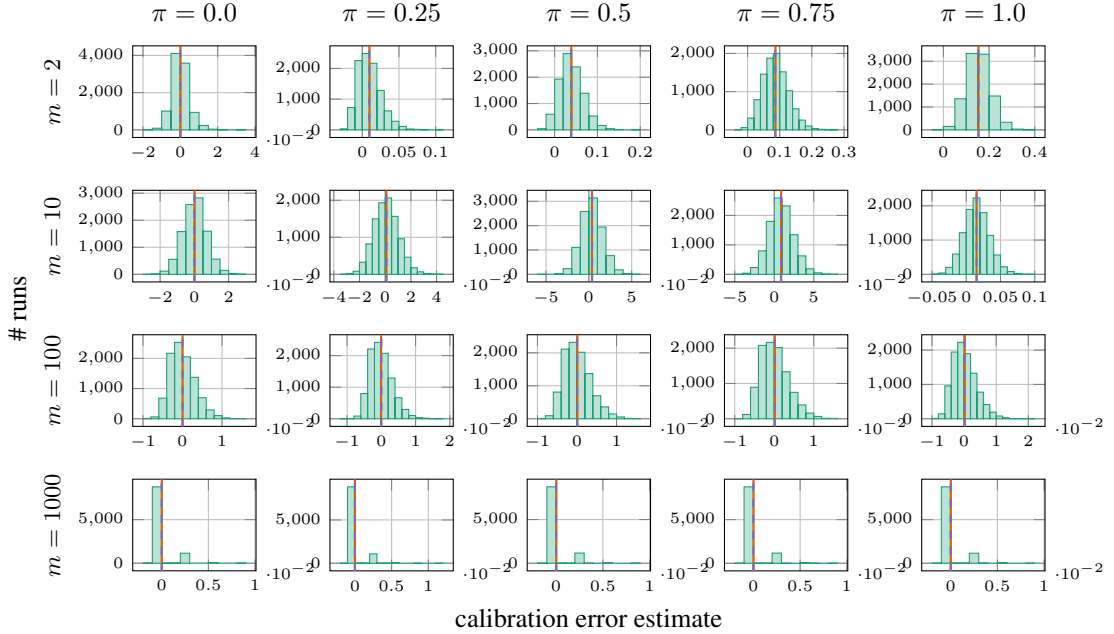 π = 0.0 π = 0.25 π = 0.5 π = 0.75 π = 1.0
m = 2
4,000 2,000 0
−2 0 2 4 ·10−2
2,000 1,000 0
0 0.05 0.1
3,000 2,000 1,000 0
0 0.1 0.2
2,000 1,000 0
0 0.1 0.2 0.3
3,000 2,000 1,000 0
0 0.2 0.4
m = 10
3,000 2,000 1,000 0
−2 0 2 ·10−2
2,000 1,000 0
−4 −2 0 2 4 ·10−2
3,000 2,000 1,000 0
−5 0 5 ·10−2
2,000 1,000 0
−5 0 5 ·10−2
2,000 1,000 0
−0.05 0 0.05 0.1
# runs
m = 100
2,000 1,000 0
−1 0 1 ·10−2
2,000 1,000 0
−1 0 1 2 ·10−2
2,000 1,000 0
−1 0 1 ·10−2
2,000 1,000 0
−1 0 1 ·10−2
2,000 1,000 0
−1 0 1 2 ·10−2
m = 1000
5,000 0
0 0.5 1 ·10−2
5,000 0
0 0.5 1 ·10−2
5,000 0
0 0.5 1 ·10−2
5,000 0
0 0.5 1 ·10−2
5,000 0
0 0.5 1 ·10−2
calibration error estimate